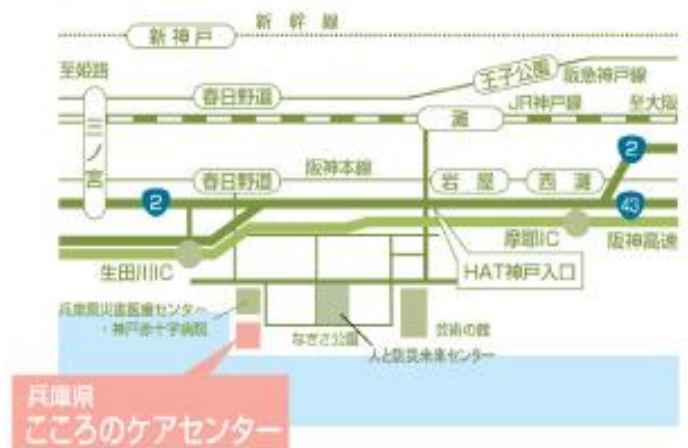 新幹線
新神戸
至姫路
王子公園
阪急神戸線
春日野道
JR神戸線
至大阪
三ノ宮
灘
2
阪神本線
春日野道
岩屋
西灘
2
43
生田川IC
摩耶IC
阪神高速
HAT神戸入口
兵庫県災害医療センター
・神戸赤十字病院
なぎさ公園
人と防災未来センター
芸術の館
兵庫県
こころのケアセンター